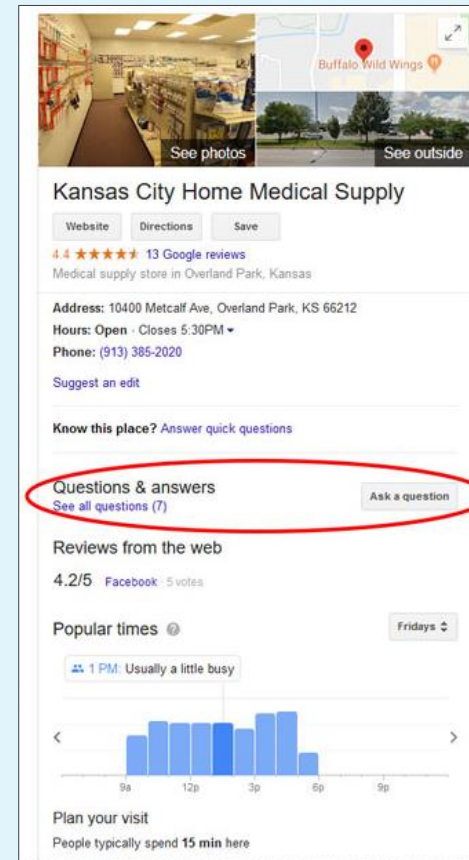 Buffalo Wild Wings
See photos
See outside
Kansas City Home Medical Supply
Website Directions Save
4.4 ★★★★★ 13 Google reviews
Medical supply store in Overland Park, Kansas
Address: 10400 Metcalf Ave, Overland Park, KS 66212
Hours: Open · Closes 5:30PM
Phone: (913) 385-2020
Suggest an edit
Know this place? Answer quick questions
Questions & answers
See all questions (7)
Ask a question
Reviews from the web
4.2/5 Facebook · 5 votes
Popular times
Fridays
1 PM: Usually a little busy
9a 12p 3p 6p 9p
Plan your visit
People typically spend 15 min here